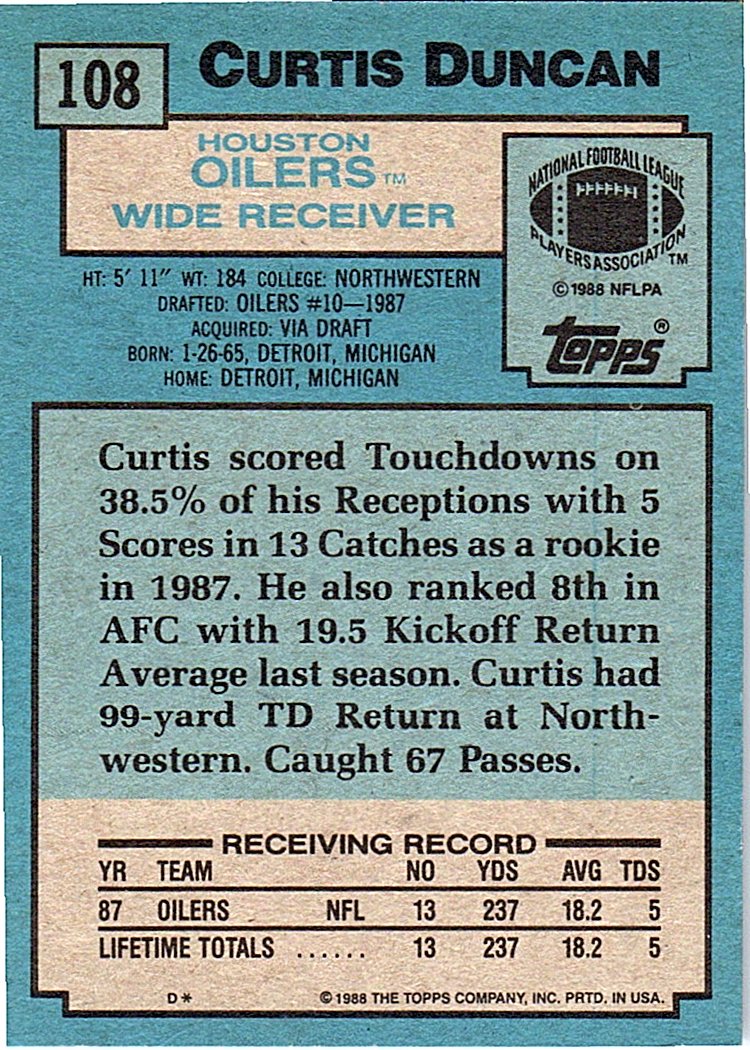 108
CURTIS DUNCAN
HOUSTON
OILERS™
WIDE RECEIVER
NATIONAL FOOTBALL LEAGUE
PLAYERS ASSOCIATION™
©1988 NFLPA
topps®
HT: 5' 11" WT: 184 COLLEGE: NORTHWESTERN
DRAFTED: OILERS #10—1987
ACQUIRED: VIA DRAFT
BORN: 1-26-65, DETROIT, MICHIGAN
HOME: DETROIT, MICHIGAN
Curtis scored Touchdowns on
38.5% of his Receptions with 5
Scores in 13 Catches as a rookie
in 1987. He also ranked 8th in
AFC with 19.5 Kickoff Return
Average last season. Curtis had
99-yard TD Return at North-
western. Caught 67 Passes.
RECEIVING RECORD
YR TEAM NO YDS AVG TDS
87 OILERS NFL 13 237 18.2 5
LIFETIME TOTALS ...... 13 237 18.2 5
D* ©1988 THE TOPPS COMPANY, INC. PRTD. IN USA.